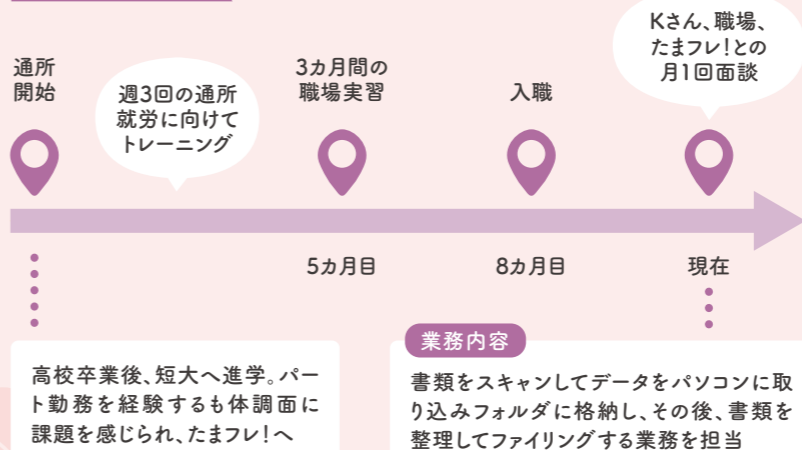 通所
開始
週3回の通所
就労に向けて
トレーニング
3カ月間の
職場実習
入職
Kさん、職場、
たまフレ!との
月1回面談
5カ月目
8カ月目
現在
高校卒業後、短大へ進学。パー
ト勤務を経験するも体調面に
課題を感じられ、たまフレ!へ
業務内容
書類をスキャンしてデータをパソコンに取
り込みフォルダに格納し、その後、書類を
整理してファイリングする業務を担当